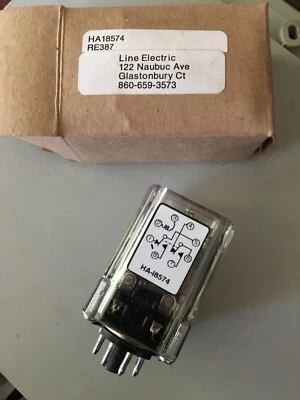 HA18574
RE387
Line Electric
122 Naubuc Ave
Glastonbury Ct
860-659-3573
HA-18574